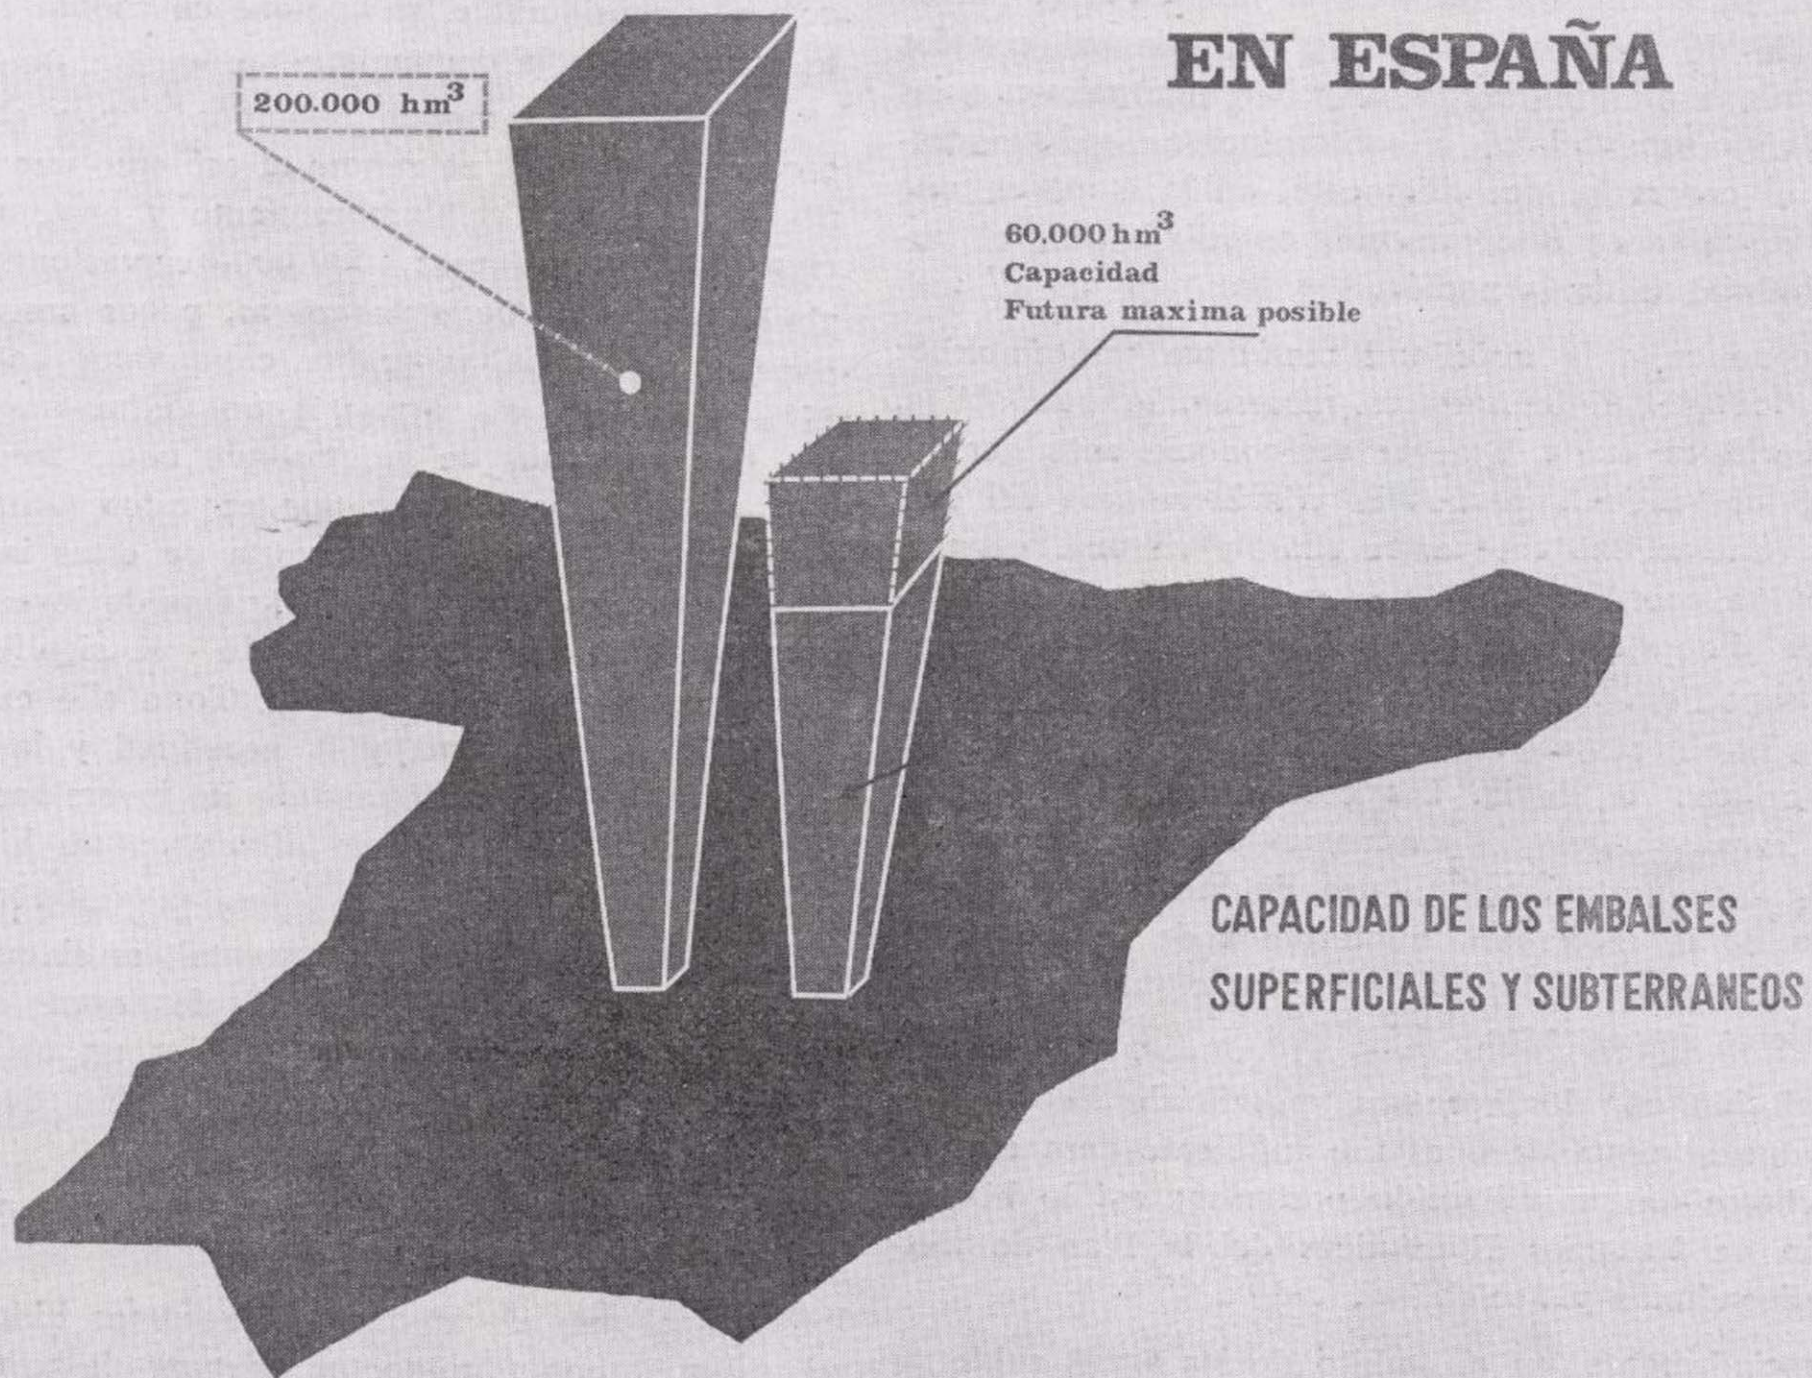 EN ESPAÑA
200.000 hm³
60.000 hm³
Capacidad
Futura maxima posible
CAPACIDAD DE LOS EMBALSES
SUPERFICIALES Y SUBTERRANEOS